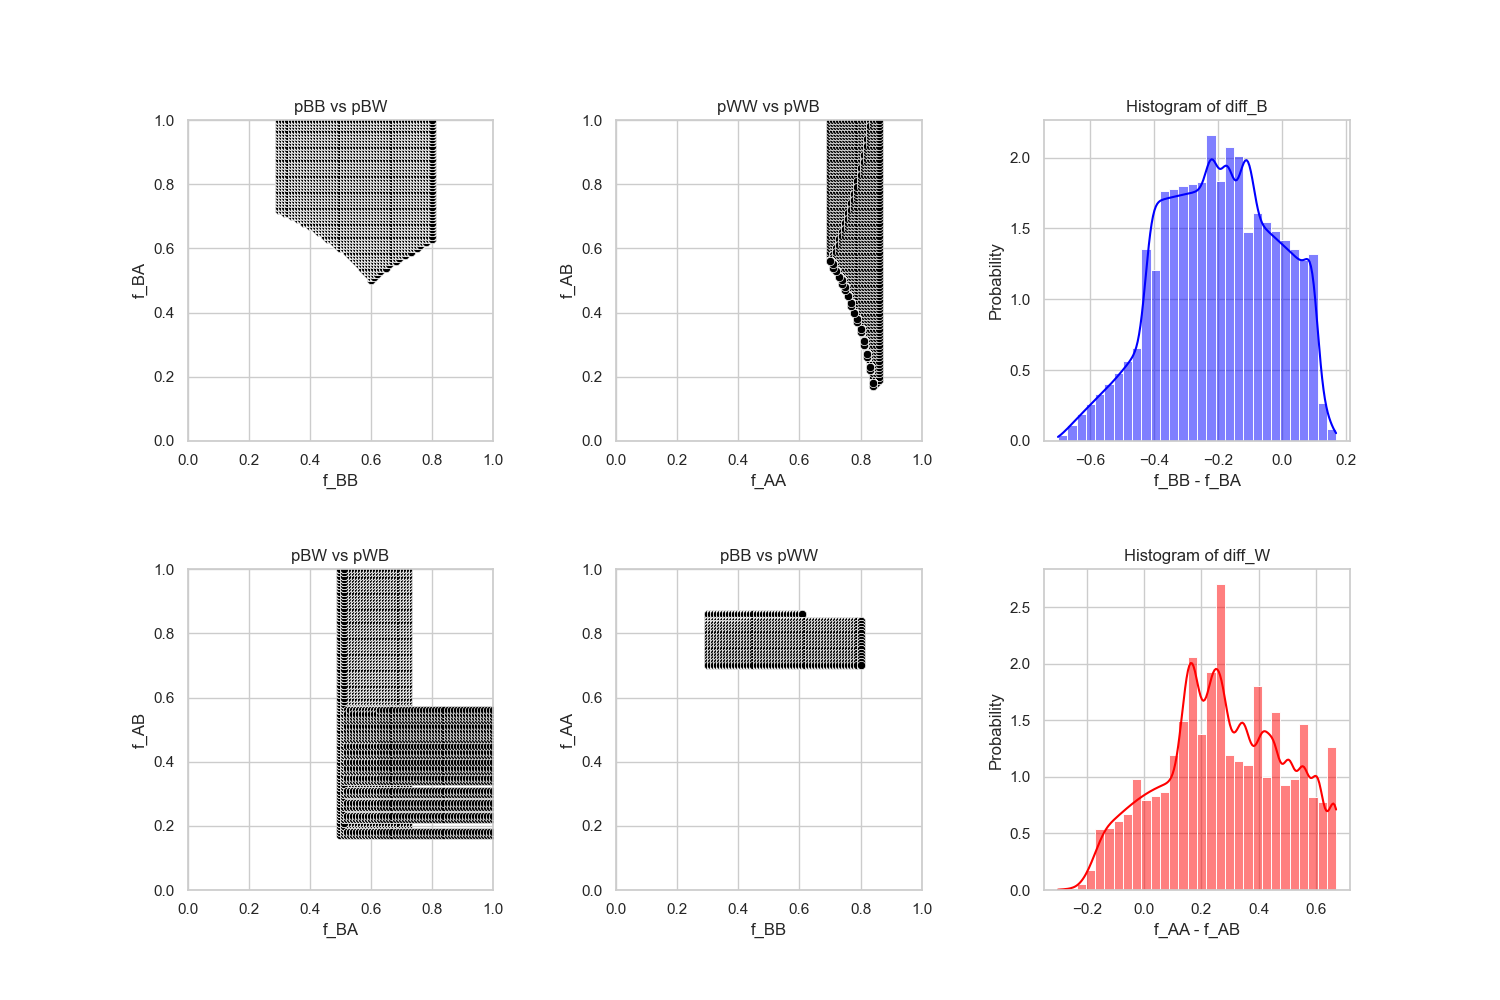 pBB vs pBW
1.0
0.8
0.6
0.4
0.2
0.0
f_BA
0.0 0.2 0.4 0.6 0.8 1.0
f_BB
pWW vs pWB
1.0
0.8
0.6
0.4
0.2
0.0
f_AB
0.0 0.2 0.4 0.6 0.8 1.0
f_AA
Histogram of diff_B
2.0
1.5
1.0
0.5
0.0
Probability
−0.6 −0.4 −0.2 0.0 0.2
f_BB - f_BA
pBW vs pWB
1.0
0.8
0.6
0.4
0.2
0.0
f_AB
0.0 0.2 0.4 0.6 0.8 1.0
f_BA
pBB vs pWW
1.0
0.8
0.6
0.4
0.2
0.0
f_AA
0.0 0.2 0.4 0.6 0.8 1.0
f_BB
Histogram of diff_W
2.5
2.0
1.5
1.0
0.5
0.0
Probability
−0.2 0.0 0.2 0.4 0.6
f_AA - f_AB